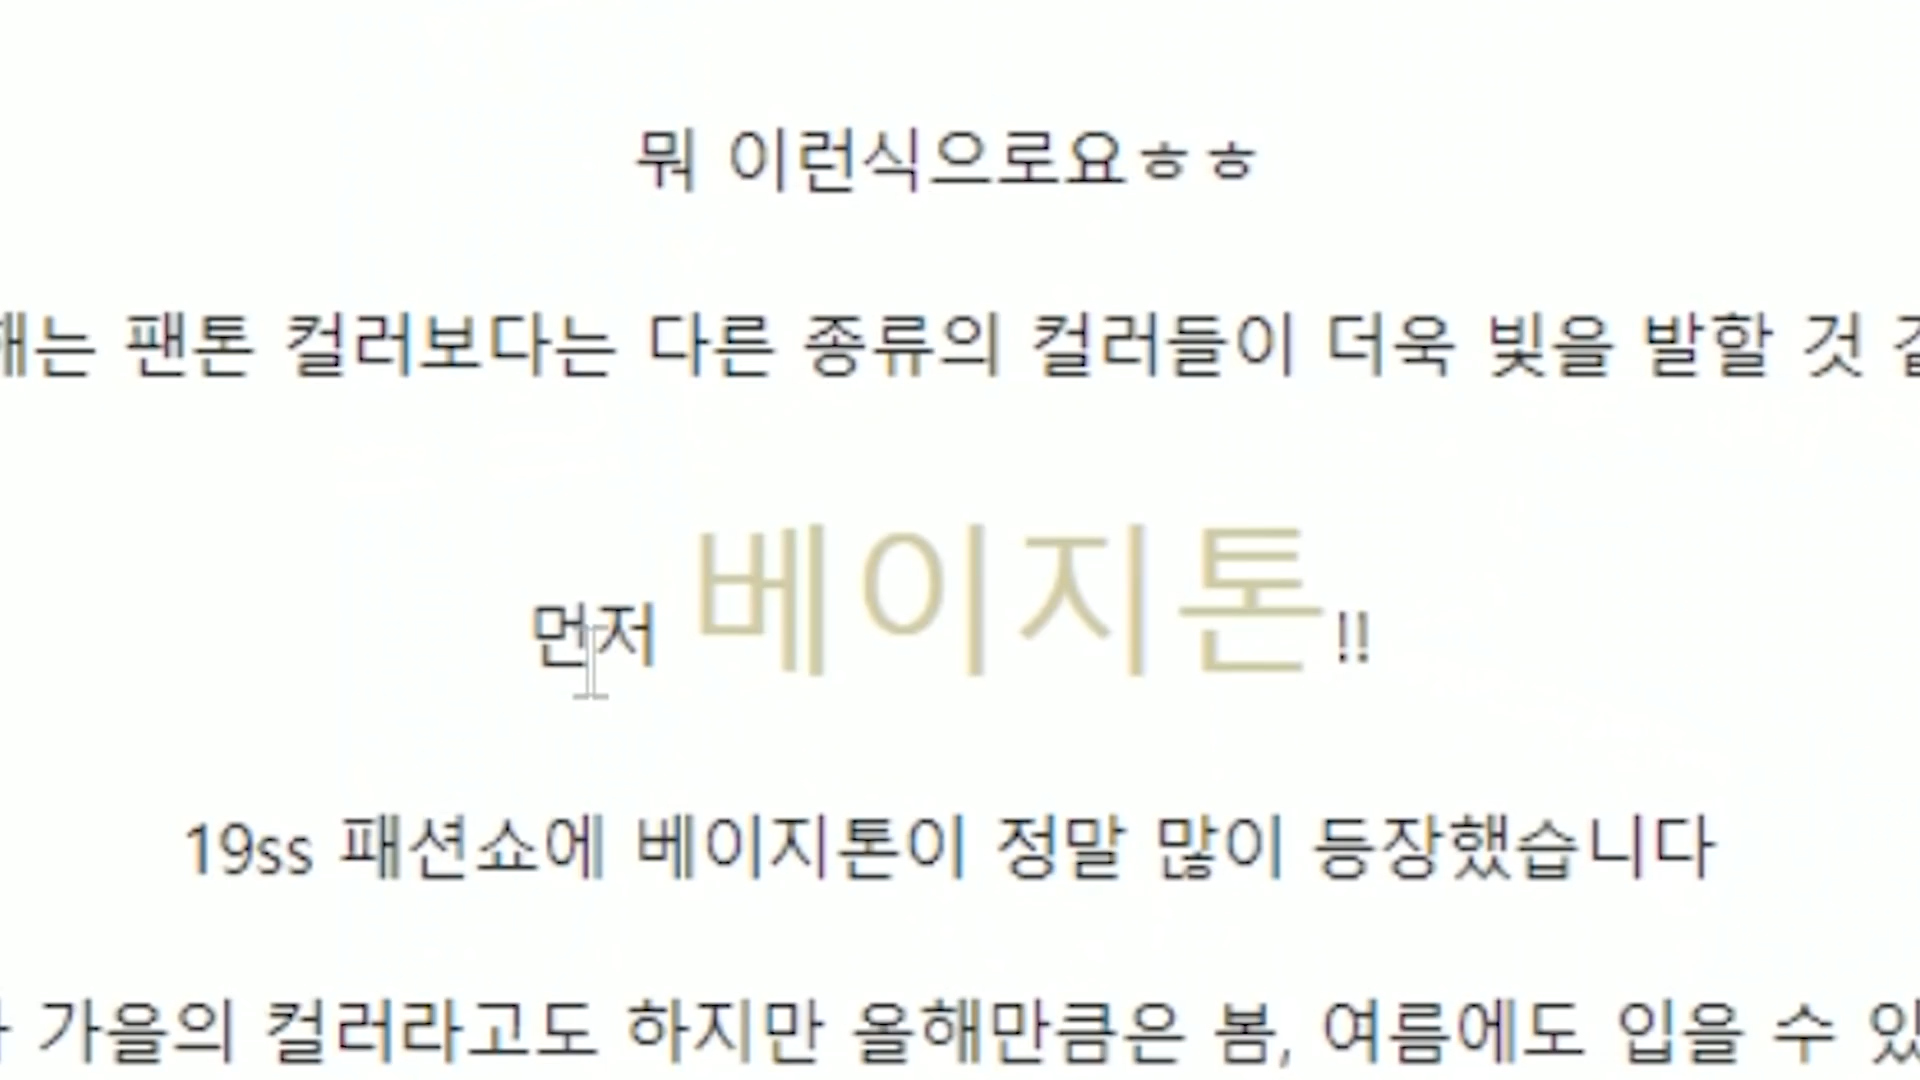 뭐 이런식으로요ㅎㅎ
는 팬톤 컬러보다는 다른 종류의 컬러들이 더욱 빛을 발할 것
먼저 베이지톤!!
19ss 패션쇼에 베이지톤이 정말 많이 등장했습니다
가을의 컬러라고도 하지만 올해만큼은 봄, 여름에도 입을 수 있